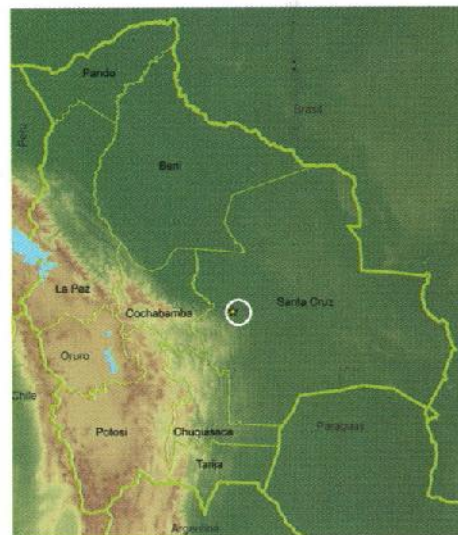 Pando
Brasil
Peru
Beni
La Paz
Santa Cruz
Cochabamba
Oruro
Chile
Potosi
Chuquisaca
Paraguay
Tarija
Argentina